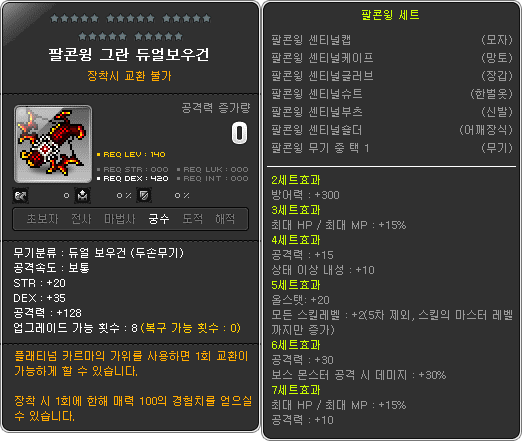 팔콘윙 그란 듀얼보우건
장착시 교환 불가
공격력 증가량
0
REQ LEV : 140
REQ STR : 000 REQ LUK : 000
REQ DEX : 420 REQ INT : 000
0 0 % 0 %
초보자 전사 마법사 궁수 도적 해적
무기분류 : 듀얼 보우건 (두손무기)
공격속도 : 보통
STR : +20
DEX : +35
공격력 : +128
업그레이드 가능 횟수 : 8 (복구 가능 횟수 : 0)
플래티넘 카르마의 가위를 사용하면 1회 교환이
가능하게 할 수 있습니다.
장착 시 1회에 한해 매력 100의 경험치를 얻으실
수 있습니다.
팔콘윙 세트
팔콘윙 센티널캡 (모자)
팔콘윙 센티널케이프 (망토)
팔콘윙 센티널글러브 (장갑)
팔콘윙 센티널슈트 (한벌옷)
팔콘윙 센티널부츠 (신발)
팔콘윙 센티널숄더 (어깨장식)
팔콘윙 무기 중 택 1 (무기)
2세트효과
방어력 : +300
3세트효과
최대 HP / 최대 MP : +15%
4세트효과
공격력 : +15
상태 이상 내성 : +10
5세트효과
올스탯: +20
모든 스킬레벨 : +2(5차 제외, 스킬의 마스터 레벨
까지만 증가)
6세트효과
공격력 : +30
보스 몬스터 공격 시 데미지 : +30%
7세트효과
최대 HP / 최대 MP : +15%
공격력 : +10